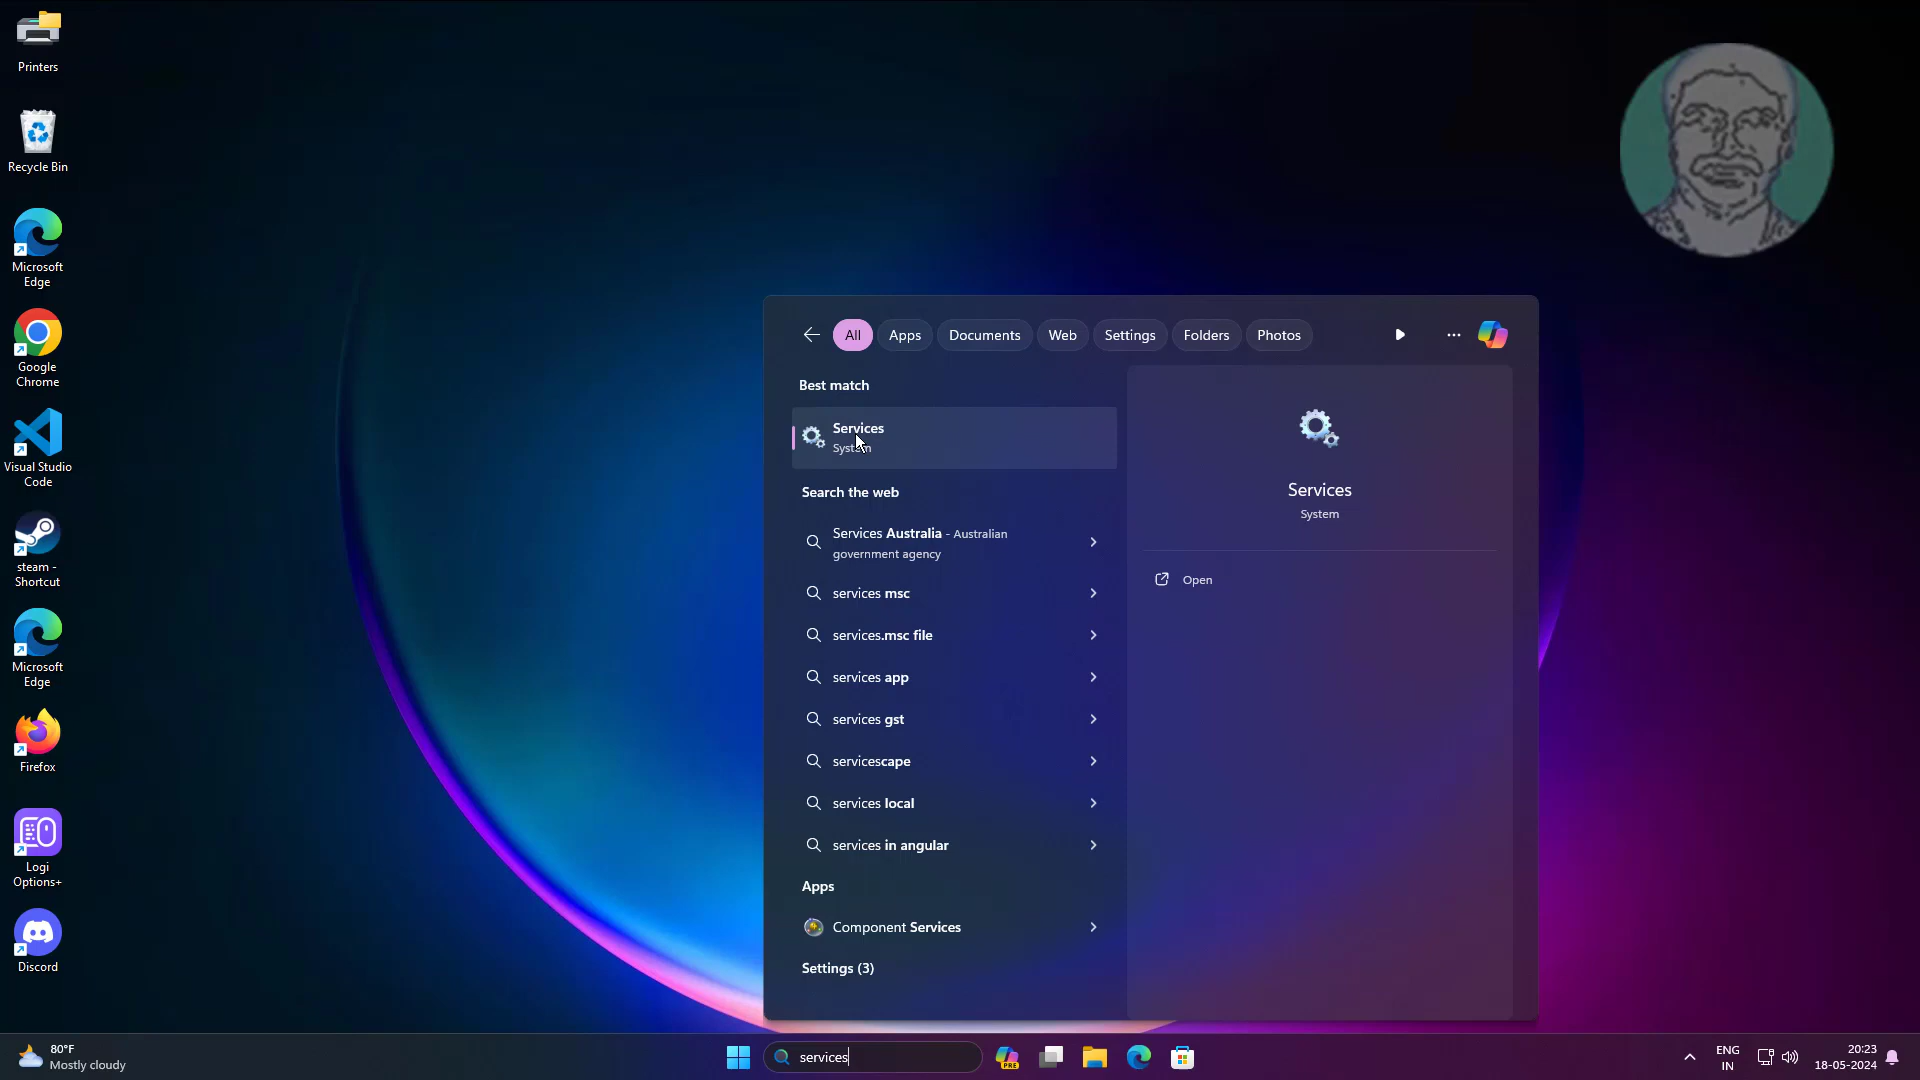 Printers
Recycle Bin
Microsoft
Edge
Google
Chrome
Visual Studio
Code
steam -
Shortcut
Microsoft
Edge
Firefox
Logi
Options+
Discord
All
Apps
Documents
Web
Settings
Folders
Photos
Best match
Services
System
Search the web
Services Australia - Australian
government agency
services msc
services.msc file
services app
services gst
servicescape
services local
services in angular
Apps
Component Services
Settings (3)
Services
System
Open
80°F
Mostly cloudy
services
PRE
ENG
IN
20:23
18-05-2024